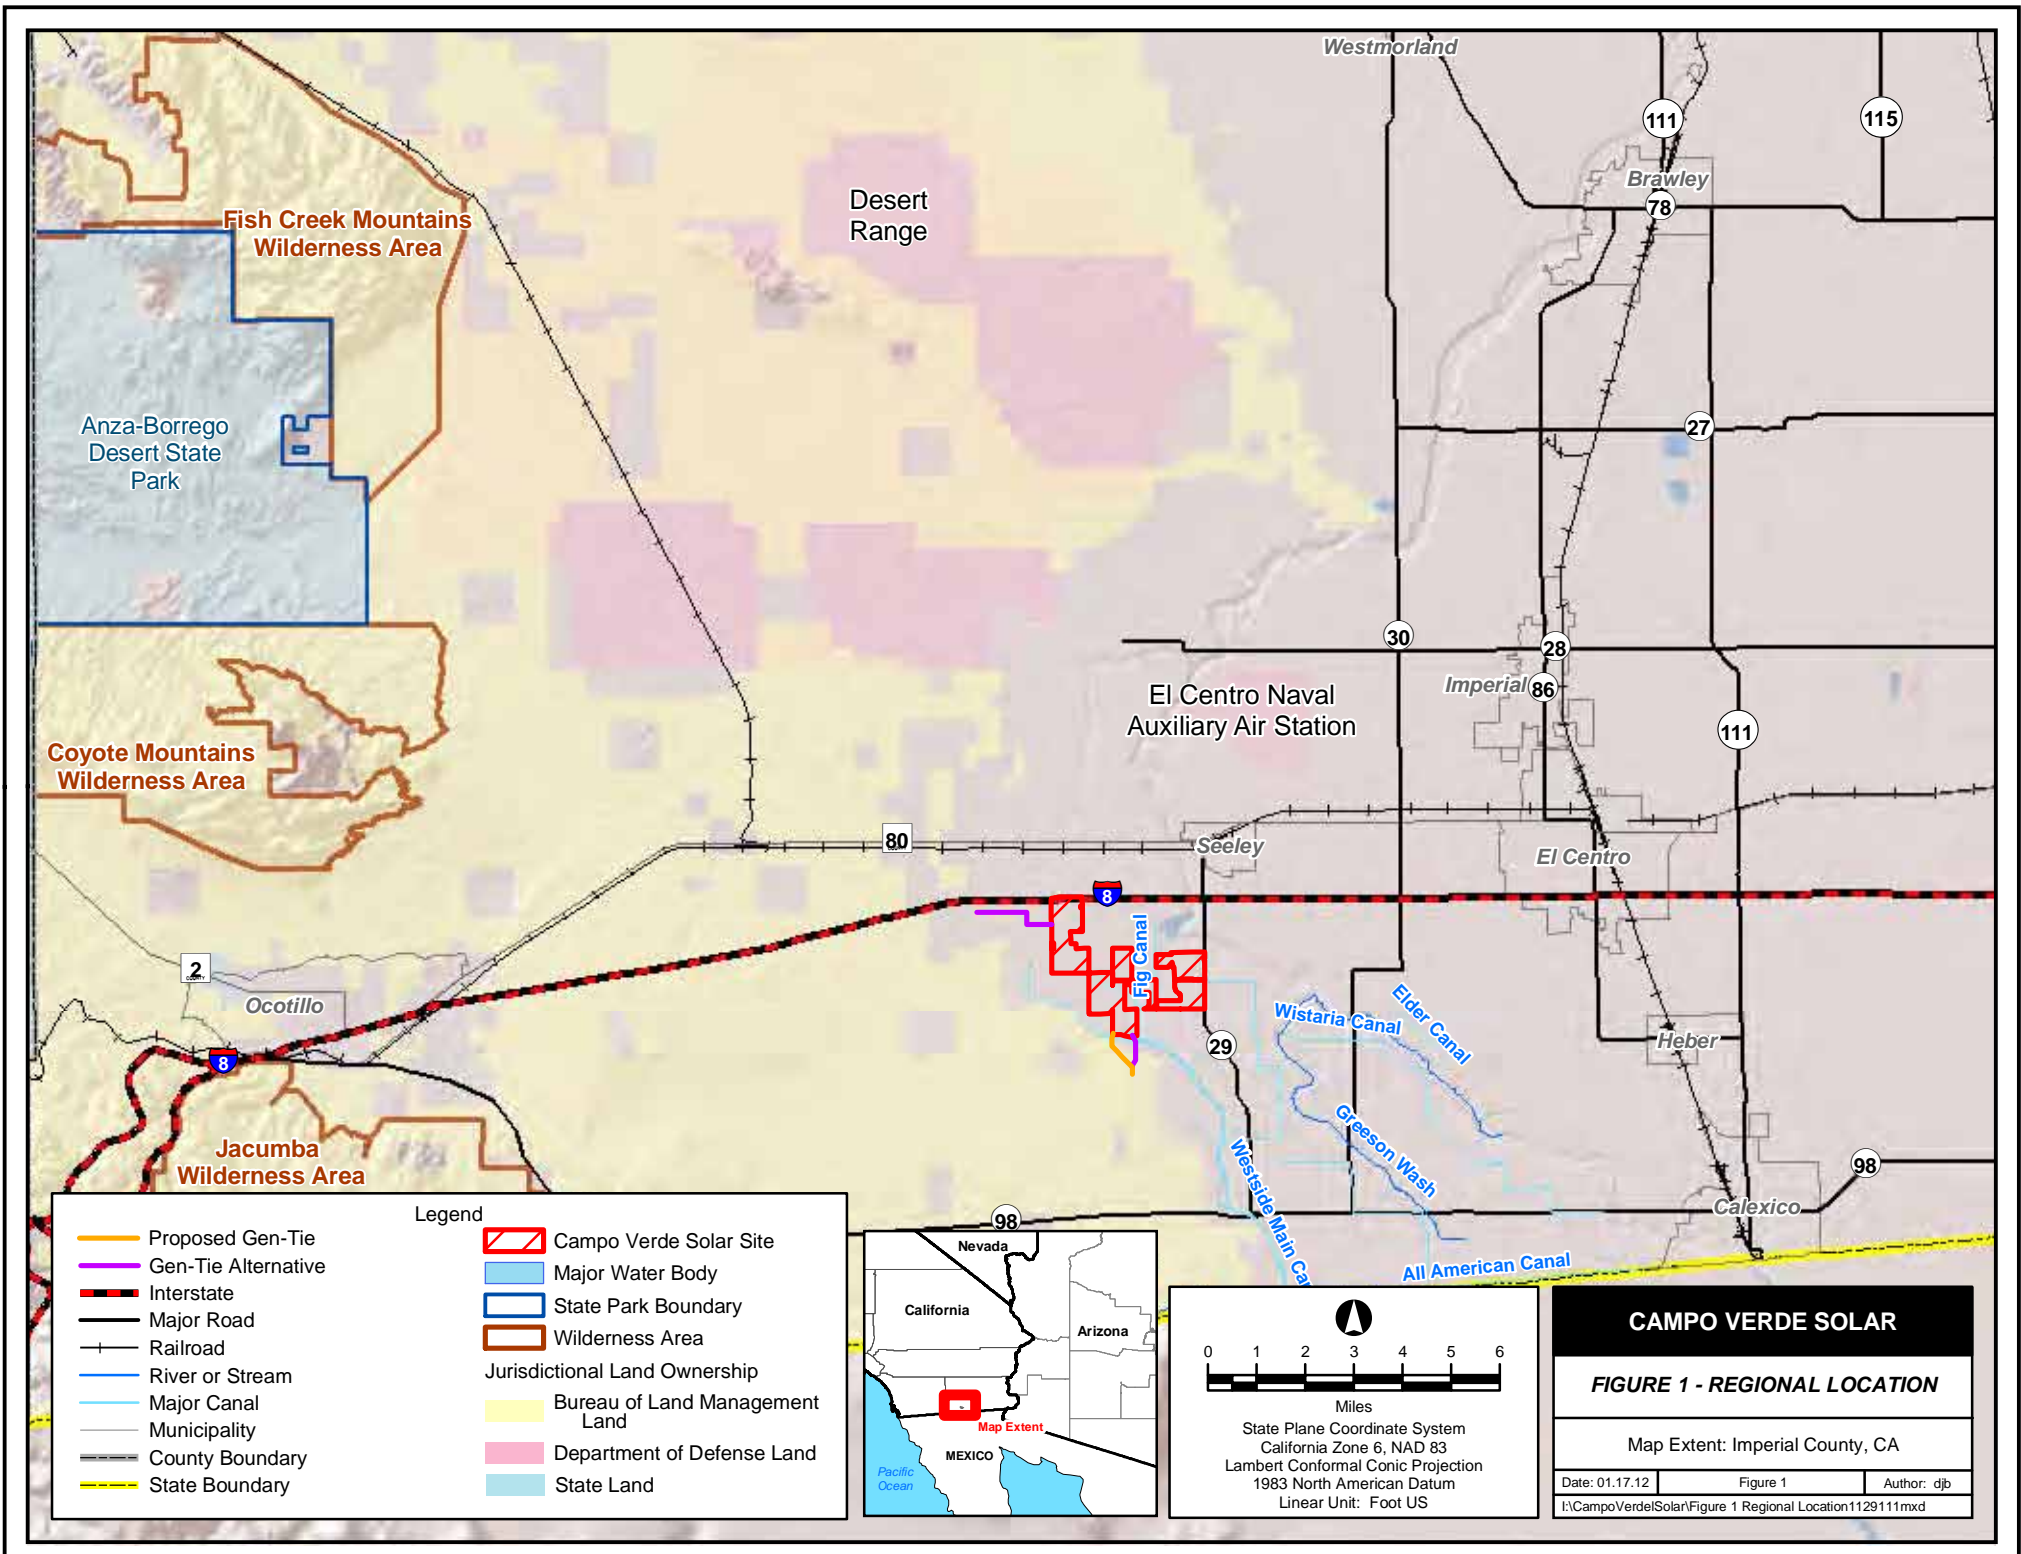 Westmorland
111
115
Brawley
78
Desert
Range
Fish Creek Mountains
Wilderness Area
Anza-Borrego
Desert State
Park
27
30
28
Imperial
86
El Centro Naval
Auxiliary Air Station
111
Coyote Mountains
Wilderness Area
80
Seeley
El Centro
8
Fig Canal
2
COUNTY
Ocotillo
Elder Canal
Wistaria Canal
29
Heber
8
Greeson Wash
Jacumba
Wilderness Area
Westside Main Ca
98
Calexico
98
All American Canal
Legend
Proposed Gen-Tie
Gen-Tie Alternative
Interstate
Major Road
Railroad
River or Stream
Major Canal
Municipality
County Boundary
State Boundary
Campo Verde Solar Site
Major Water Body
State Park Boundary
Wilderness Area
Jurisdictional Land Ownership
Bureau of Land Management
Land
Department of Defense Land
State Land
Nevada
California
Arizona
Map Extent
MEXICO
Pacific
Ocean
0 1 2 3 4 5 6
Miles
State Plane Coordinate System
California Zone 6, NAD 83
Lambert Conformal Conic Projection
1983 North American Datum
Linear Unit: Foot US
CAMPO VERDE SOLAR
FIGURE 1 - REGIONAL LOCATION
Map Extent: Imperial County, CA
Date: 01.17.12 Figure 1 Author: djb
I:\CampoVerdelSolar\Figure 1 Regional Location1129111mxd